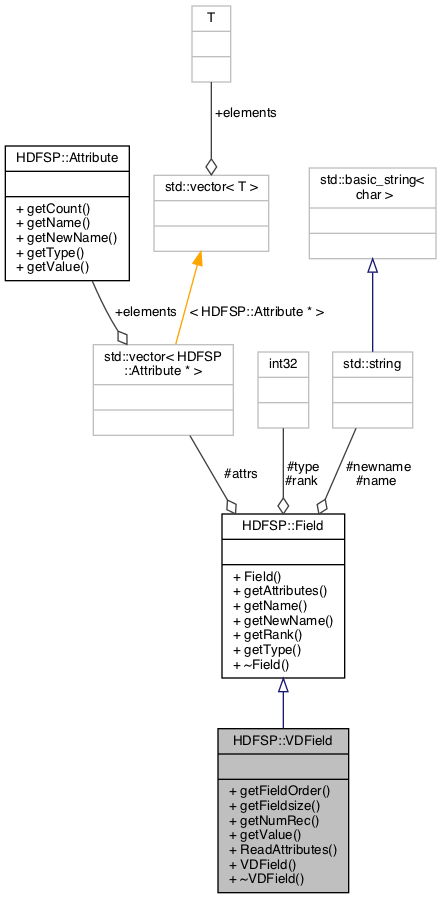 T
+elements
HDFSP::Attribute
+ getCount()
+ getName()
+ getNewName()
+ getType()
+ getValue()
std::vector< T >
std::basic_string<
char >
+elements
< HDFSP::Attribute * >
std::vector< HDFSP
::Attribute * >
int32
std::string
#attrs
#type
#rank
#newname
#name
HDFSP::Field
+ Field()
+ getAttributes()
+ getName()
+ getNewName()
+ getRank()
+ getType()
+ ~Field()
HDFSP::VDField
+ getFieldOrder()
+ getFieldsize()
+ getNumRec()
+ getValue()
+ ReadAttributes()
+ VDField()
+ ~VDField()